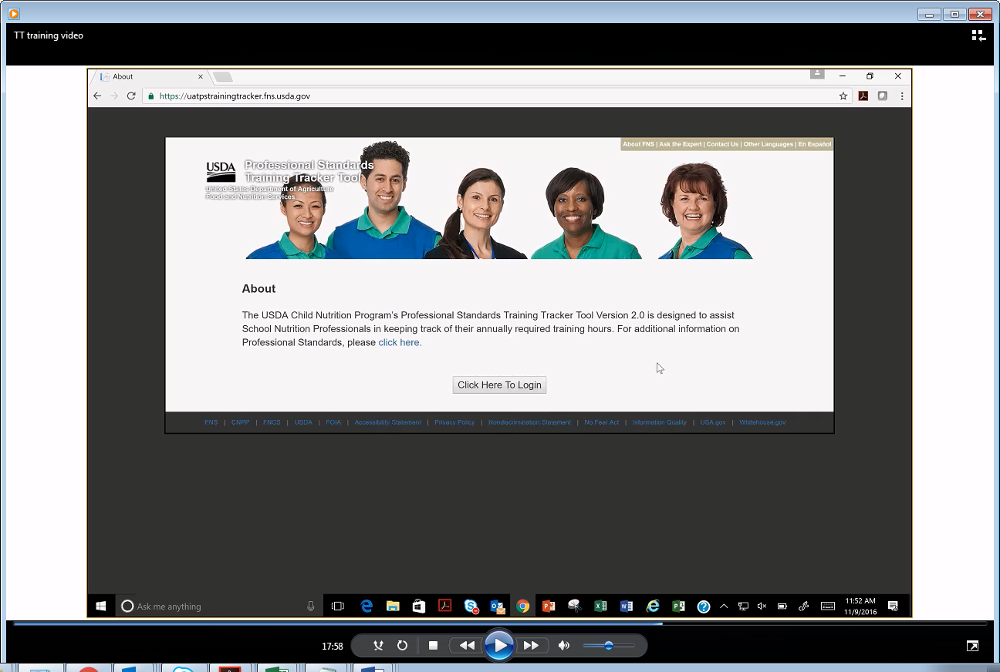 TT training video
About
https://uatpstrainingtracker.fns.usda.gov
About FNS | Ask the Expert | Contact Us | Other Languages | En Español
USDA
Professional Standards
Training Tracker Tool
United States Department of Agriculture
Food and Nutrition Services
About
The USDA Child Nutrition Program's Professional Standards Training Tracker Tool Version 2.0 is designed to assist
School Nutrition Professionals in keeping track of their annually required training hours. For additional information on
Professional Standards, please click here.
Click Here To Login
FNS | CNPP | FNCS | USDA | FOIA | Accessibility Statement | Privacy Policy | Nondiscrimination Statement | No Fear Act | Information Quality | USA.gov | Whitehouse.gov
Ask me anything
11:52 AM
11/9/2016
17:58